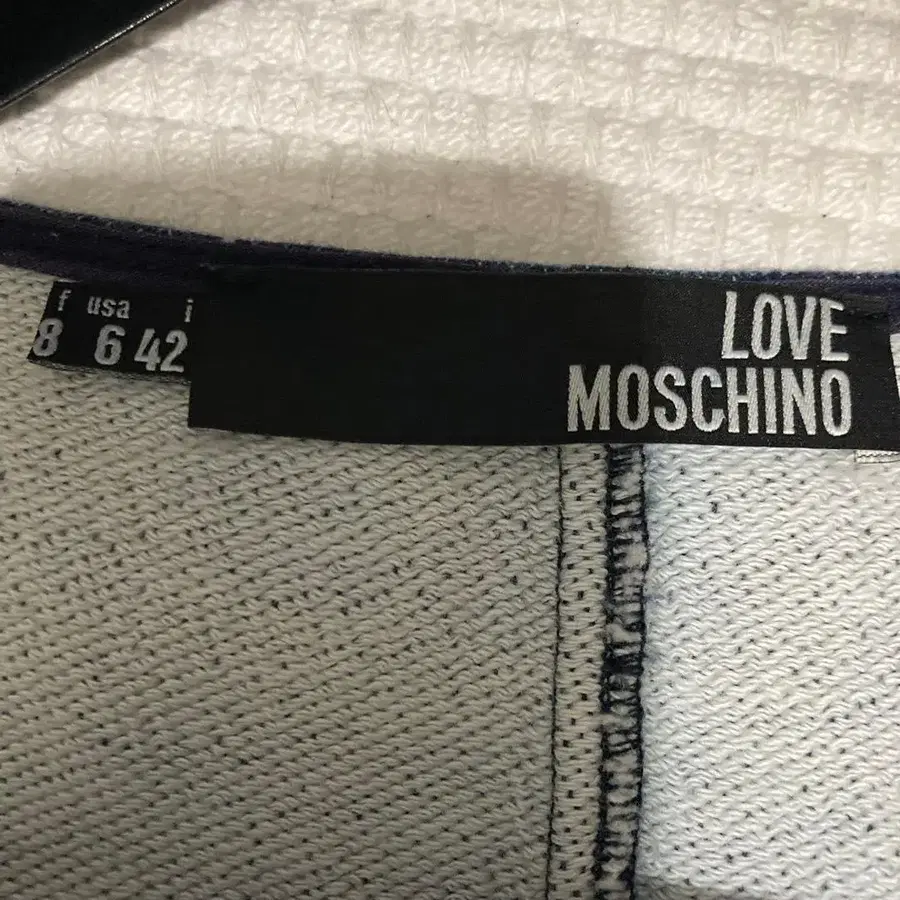 f usa i
8 6 42
LOVE
MOSCHINO